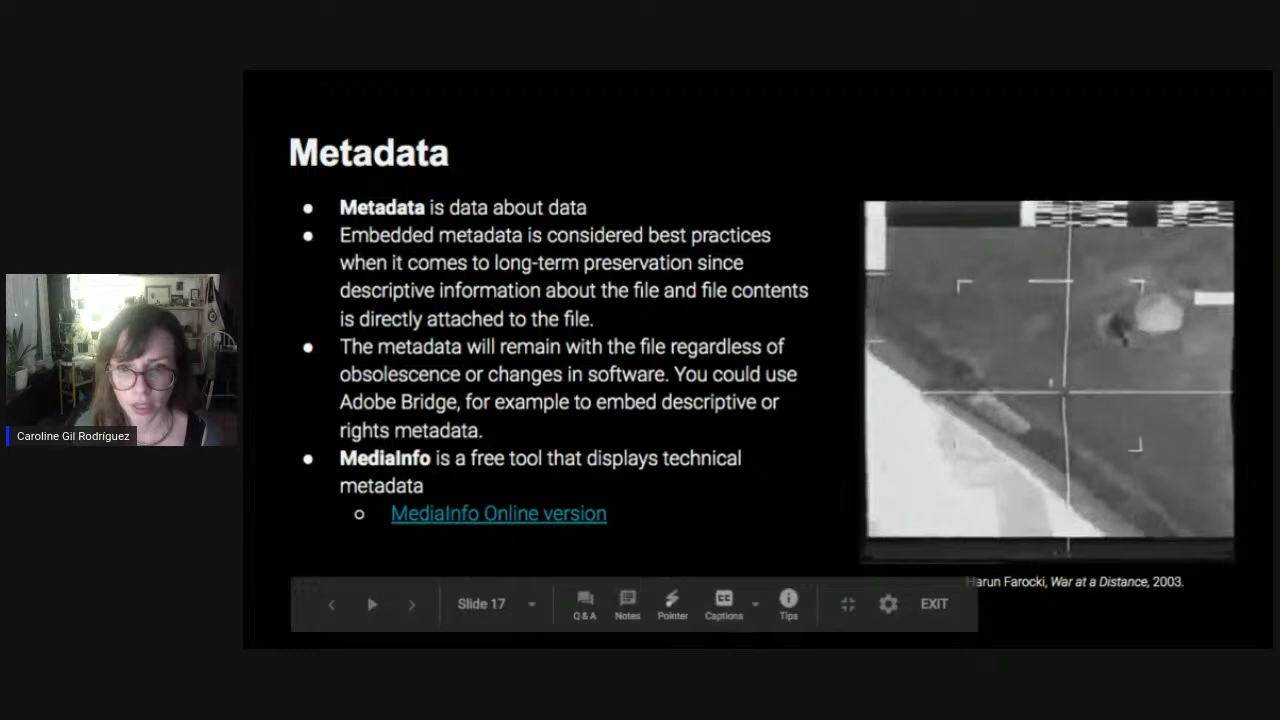 Metadata
● Metadata is data about data
● Embedded metadata is considered best practices
when it comes to long-term preservation since
descriptive information about the file and file contents
is directly attached to the file.
● The metadata will remain with the file regardless of
obsolescence or changes in software. You could use
Adobe Bridge, for example to embed descriptive or
rights metadata.
● MediaInfo is a free tool that displays technical
metadata
○ MediaInfo Online version
Harun Farocki, War at a Distance, 2003.
Slide 17
Q & A
Notes
Pointer
CC
Captions
Tips
EXIT
Caroline Gil Rodríguez